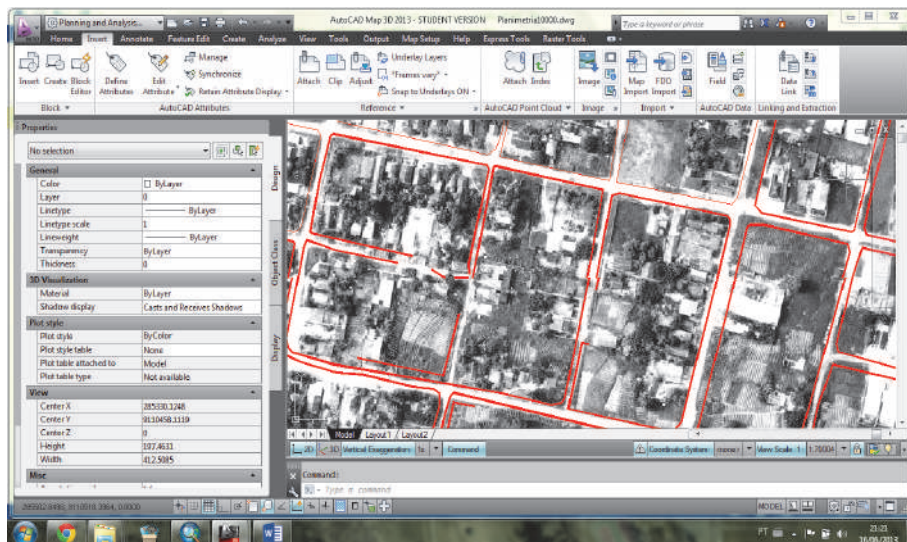 Planning and Analysis...
AutoCAD Map 3D 2013 - STUDENT VERSION Planimetria10000.dwg
Type a keyword or phrase
Home Insert Annotate Feature Edit Create Analyze View Tools Output Map Setup Help Express Tools Raster Tools
Insert Create Block Editor
Define Attributes
Edit Attribute
Manage
Synchronize
Retain Attribute Display
Attach Clip Adjust
Underlay Layers
*Frames vary*
Snap to Underlays ON
Attach Index
Image
Map Import
FDO Import
Field
Data Link
Block
AutoCAD Attributes
Reference
AutoCAD Point Cloud
Image
Import
AutoCAD Data
Linking and Extraction
Properties
No selection
General
Color ByLayer
Layer 0
Linetype ByLayer
Linetype scale 1
Lineweight ByLayer
Transparency ByLayer
Thickness 0
3D Visualization
Material ByLayer
Shadow display Casts and Receives Shadows
Plot style
Plot style ByColor
Plot style table None
Plot table attached to Model
Plot table type Not available
View
Center X 285330.1248
Center Y 9110458.1119
Center Z 0
Height 197.4631
Width 412.5085
Misc
Design
Object Class
Display
Model Layout1 Layout2
2D 3D Vertical Exaggeration 1x Command
Coordinate System: View Scale 1:
Command:
Type a command
MODEL
PT
21:21
16/06/2013